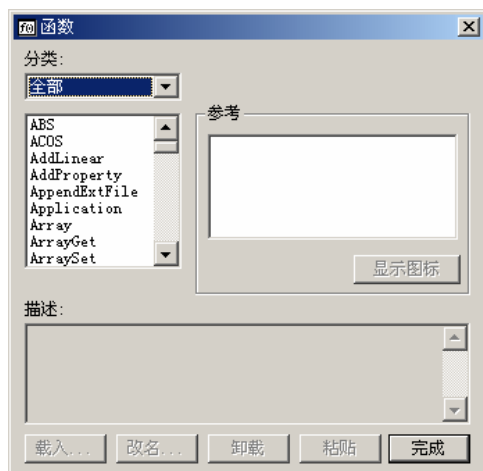 f() 函数
分类:
全部
ABS
ACOS
AddLinear
AddProperty
AppendExtFile
Application
Array
ArrayGet
ArraySet
参考
显示图标
描述:
载入...
改名...
卸载
粘贴
完成